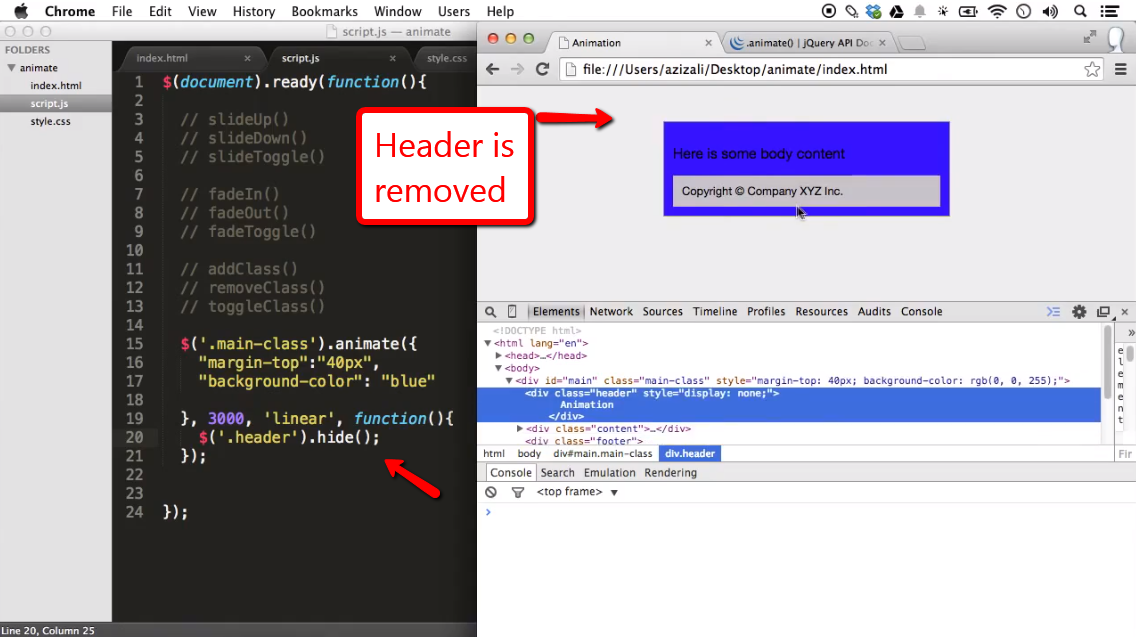 Chrome File Edit View History Bookmarks Window Users Help
script.js — animate
FOLDERS
animate
index.html
script.js
style.css
index.html × script.js × style.css
1 $(document).ready(function(){
2
3 // slideUp()
4 // slideDown()
5 // slideToggle()
6
7 // fadeIn()
8 // fadeOut()
9 // fadeToggle()
10
11 // addClass()
12 // removeClass()
13 // toggleClass()
14
15 $('.main-class').animate({
16 "margin-top":"40px",
17 "background-color": "blue"
18
19 }, 3000, 'linear', function(){
20 $('.header').hide();
21 });
22
23
24 });
Line 20, Column 25
Header is
removed
Animation × .animate() | jQuery API Doc ×
file:///Users/azizali/Desktop/animate/index.html
Here is some body content
Copyright © Company XYZ Inc.
Elements Network Sources Timeline Profiles Resources Audits Console
<!DOCTYPE html>
<html lang="en">
<head>…</head>
<body>
<div id="main" class="main-class" style="margin-top: 40px; background-color: rgb(0, 0, 255);">
<div class="header" style="display: none;">
Animation
</div>
<div class="content">…</div>
<div class="footer">
html body div#main.main-class div.header
Console Search Emulation Rendering
<top frame>
»
e
l
e
m
e
n
t
Fir